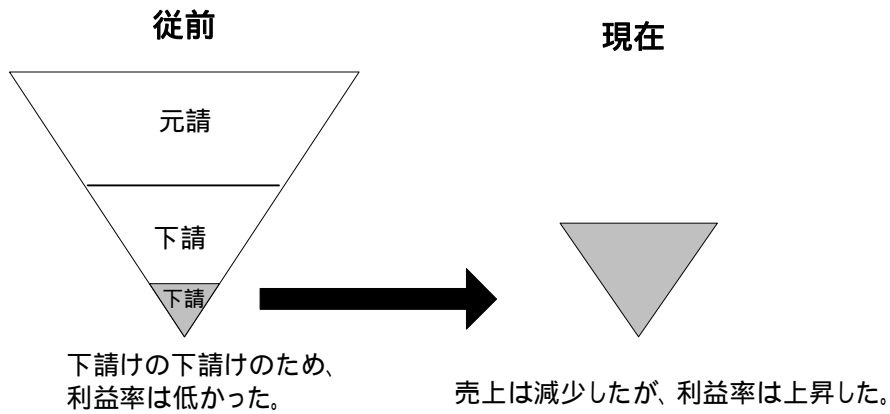 従前
現在
元請
下請
下請
下請けの下請けのため、
利益率は低かった。
売上は減少したが、利益率は上昇した。